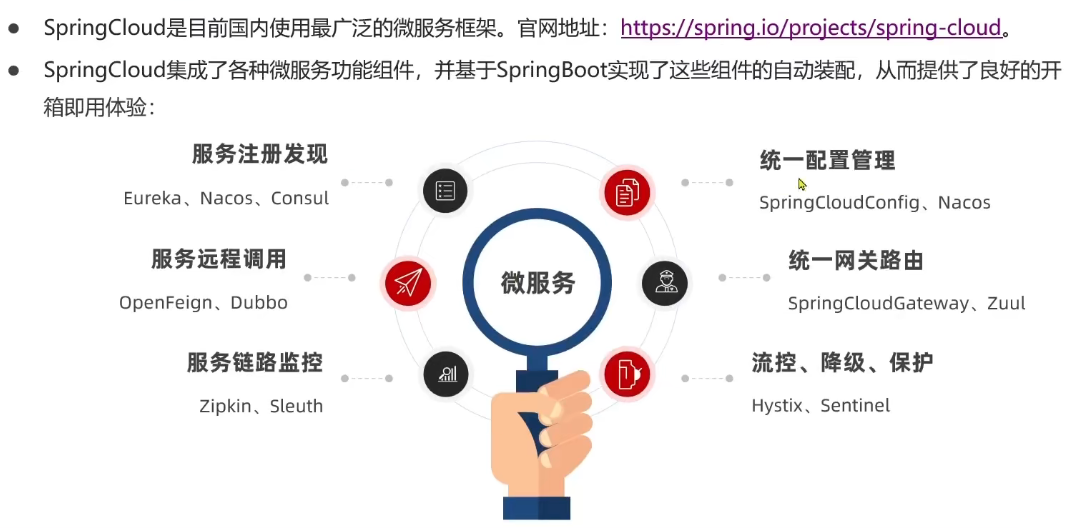 ● SpringCloud是目前国内使用最广泛的微服务框架。官网地址：https://spring.io/projects/spring-cloud。
● SpringCloud集成了各种微服务功能组件，并基于SpringBoot实现了这些组件的自动装配，从而提供了良好的开
箱即用体验：
服务注册发现
Eureka、Nacos、Consul
服务远程调用
OpenFeign、Dubbo
服务链路监控
Zipkin、Sleuth
微服务
统一配置管理
SpringCloudConfig、Nacos
统一网关路由
SpringCloudGateway、Zuul
流控、降级、保护
Hystix、Sentinel